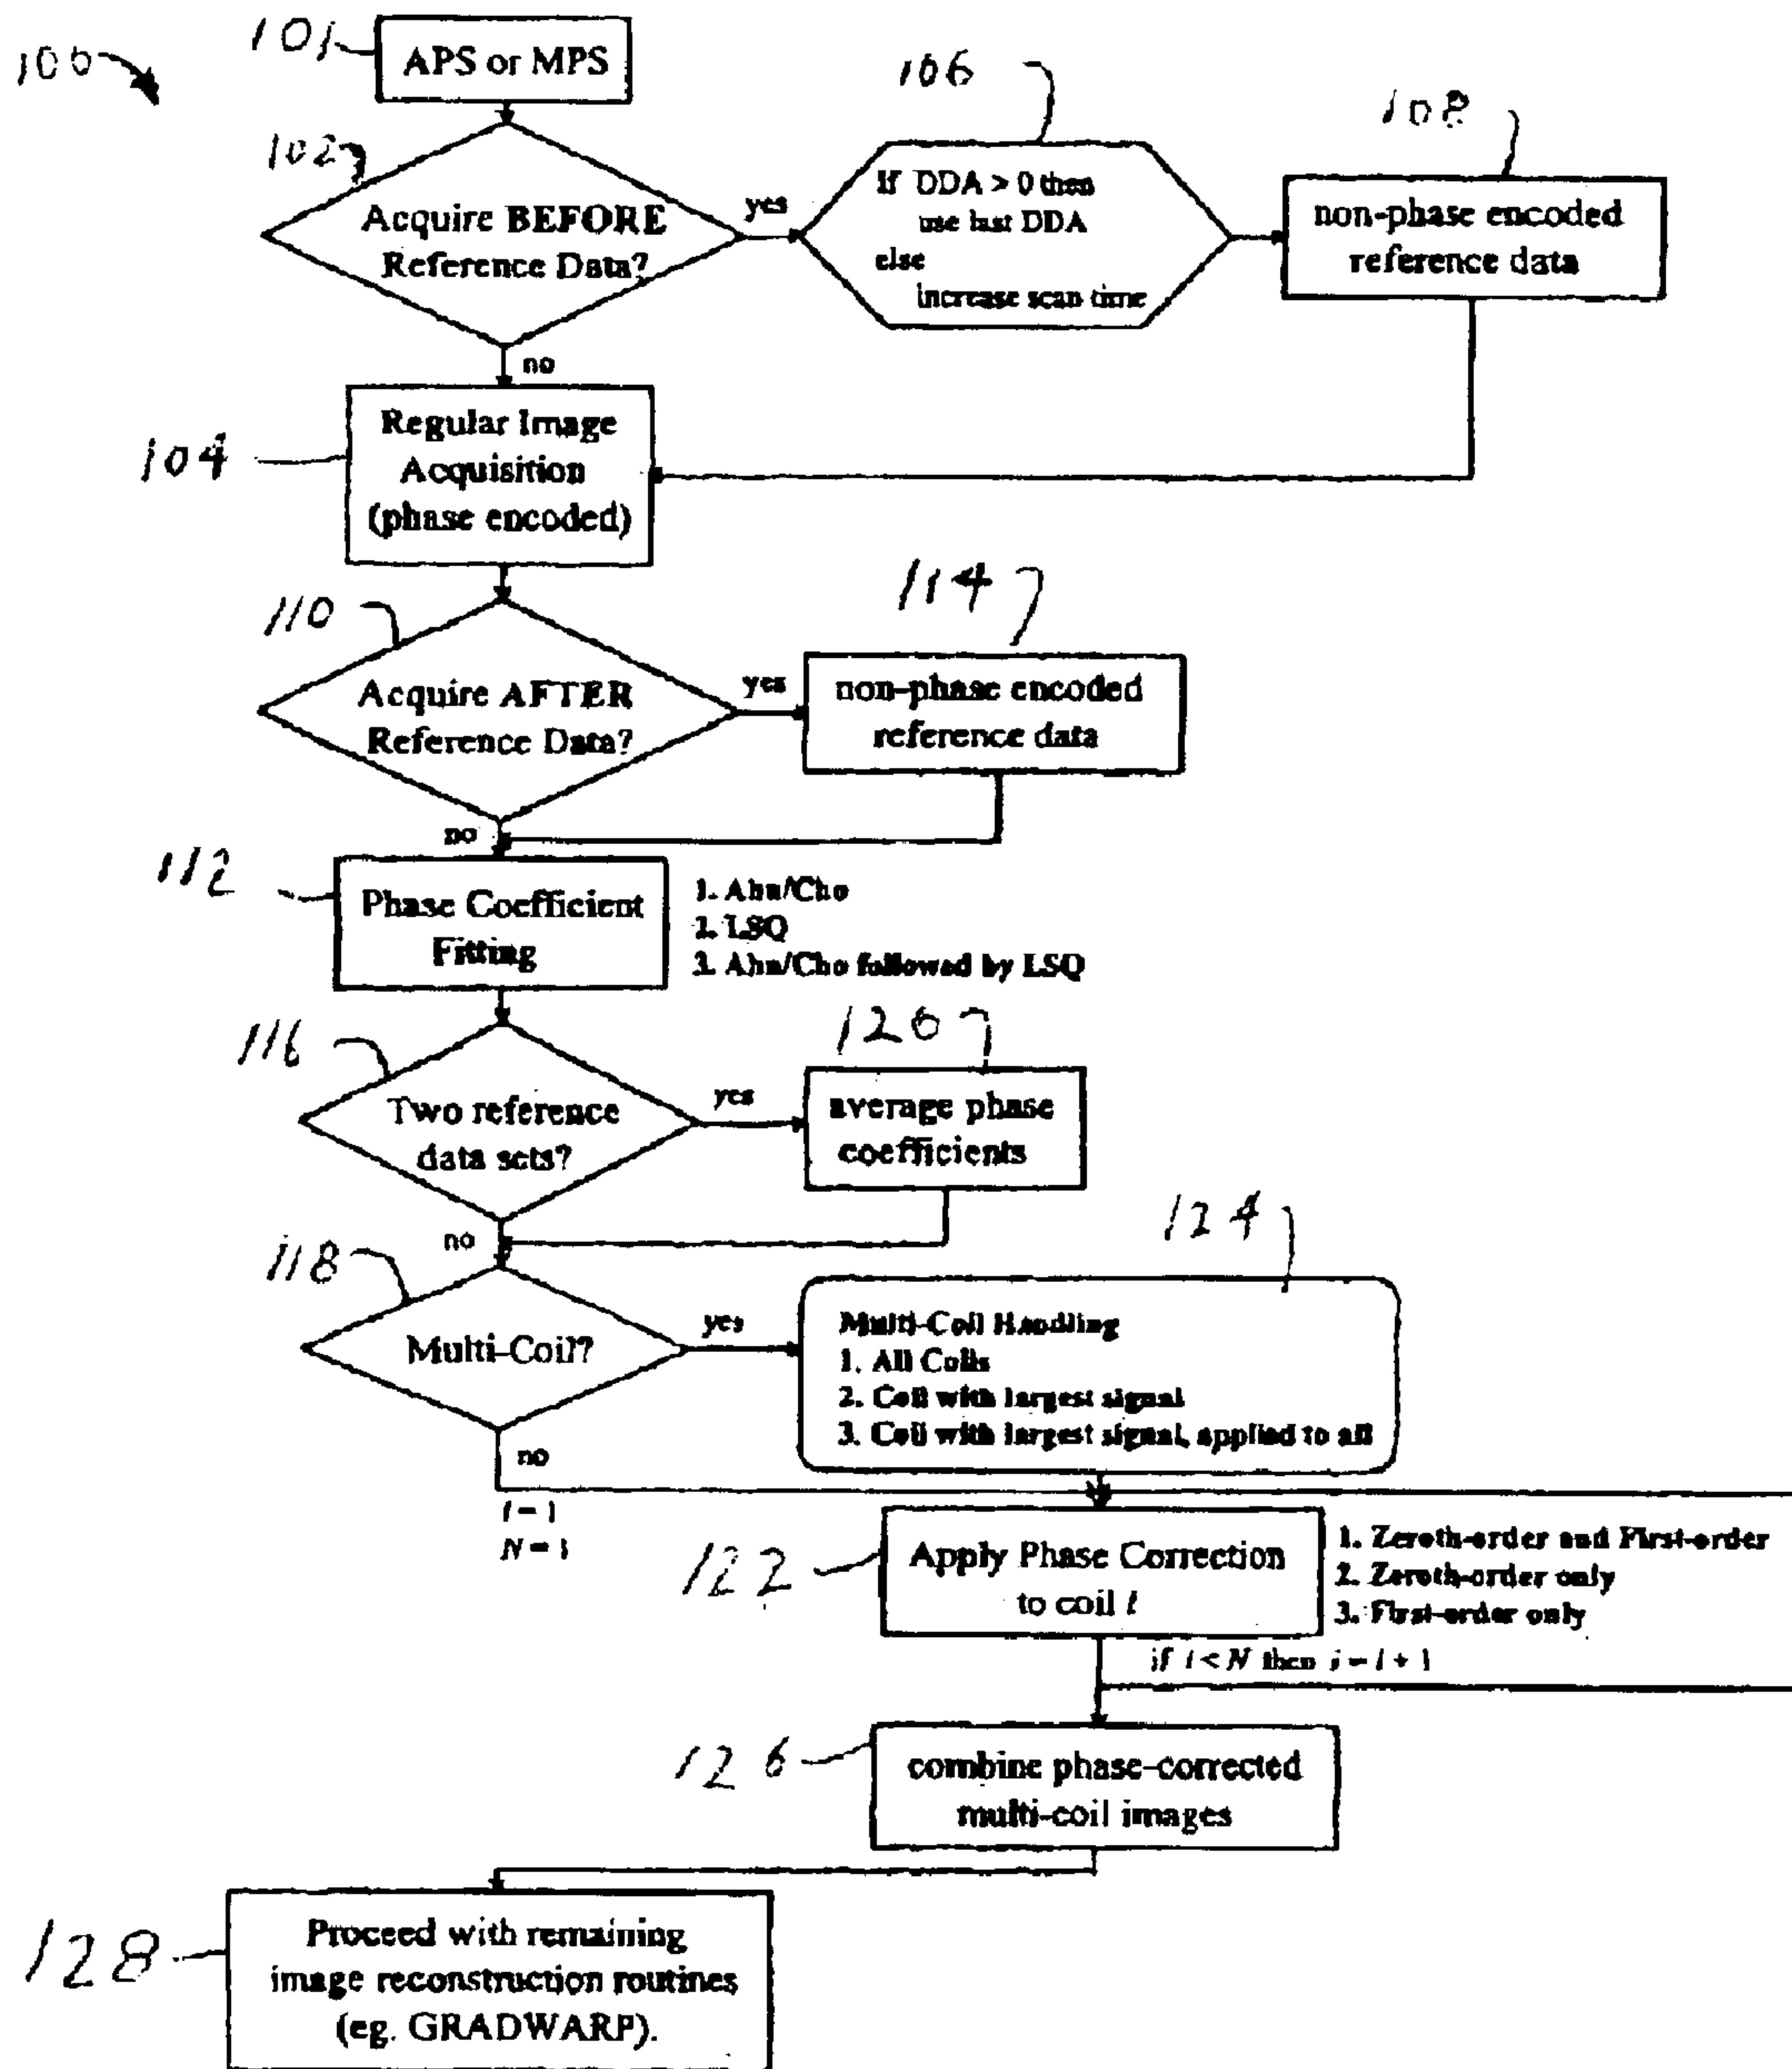 100
101
APS or MPS
102
Acquire BEFORE
Reference Data?
yes
106
If DDA > 0 then
use last DDA
else
increase scan time
108
non-phase encoded
reference data
no
104
Regular Image
Acquisition
(phase encoded)
110
Acquire AFTER
Reference Data?
yes
114
non-phase encoded
reference data
no
112
Phase Coefficient
Fitting
1. Ahn/Cho
2. LSQ
3. Ahn/Cho followed by LSQ
116
Two reference
data sets?
yes
120
average phase
coefficients
no
118
Multi-Coil?
yes
124
Multi-Coil Handling
1. All Coils
2. Coil with largest signal
3. Coil with largest signal, applied to all
no
i = 1
N = 1
122
Apply Phase Correction
to coil i
1. Zeroth-order and First-order
2. Zeroth-order only
3. First-order only
if i < N then i = i + 1
126
combine phase-corrected
multi-coil images
128
Proceed with remaining
image reconstruction routines
(eg. GRADWARP).